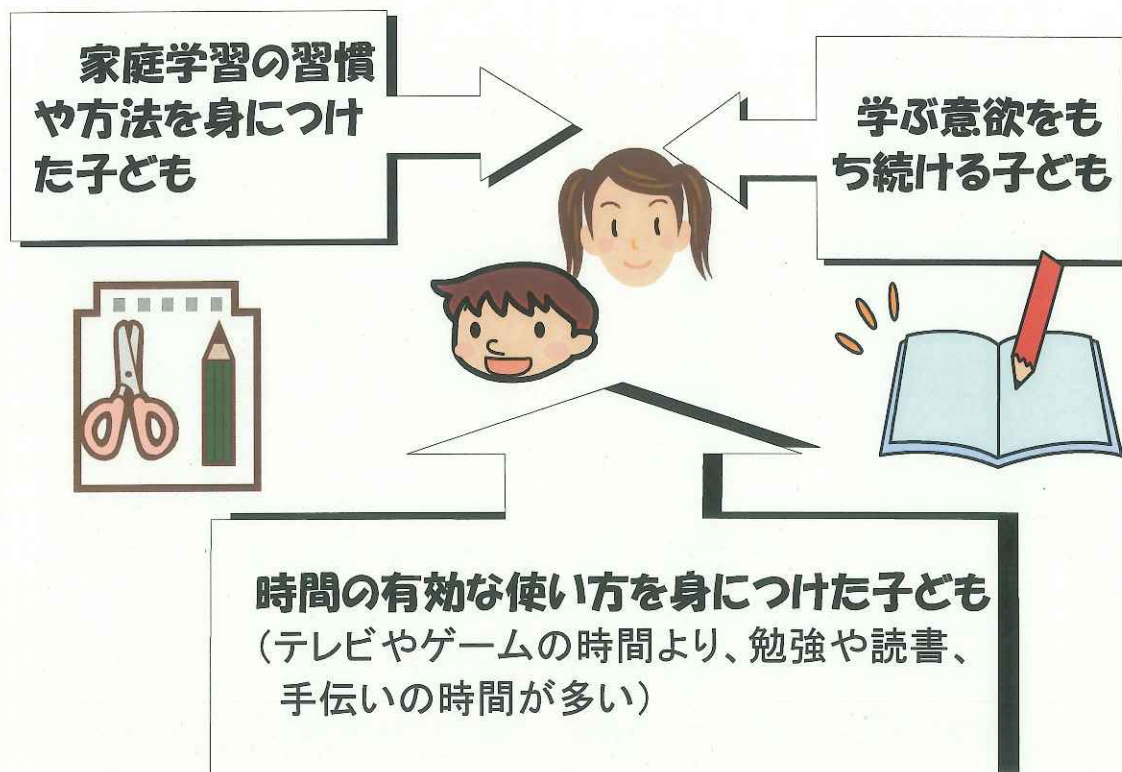 家庭学習の習慣
や方法を身につけ
た子ども
学ぶ意欲をも
ち続ける子ども
時間の有効な使い方を身につけた子ども
（テレビやゲームの時間より、勉強や読書、
手伝いの時間が多い）